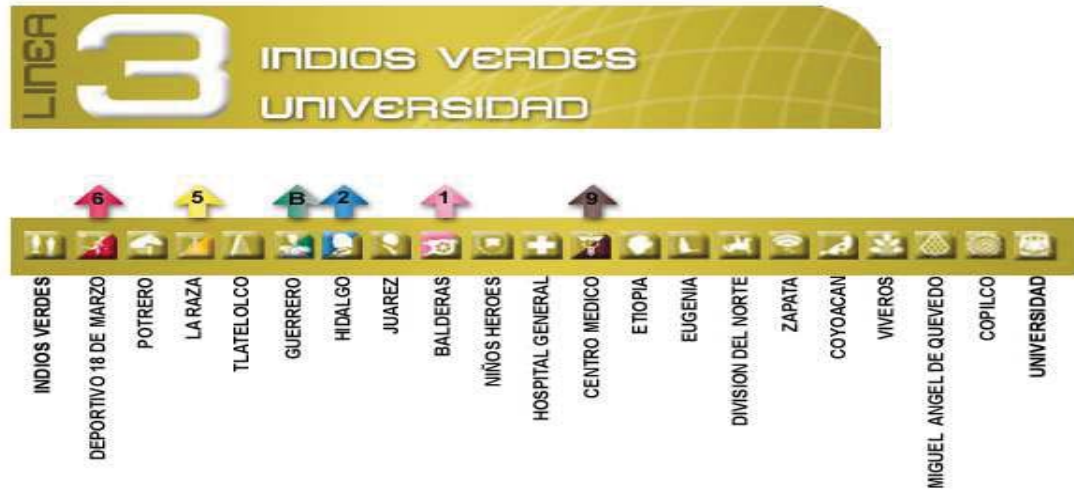 LINEA
3
INDIOS VERDES
UNIVERSIDAD
6
5
B
2
1
9
INDIOS VERDES
DEPORTIVO 18 DE MARZO
POTRERO
LA RAZA
TLATELOLCO
GUERRERO
HIDALGO
JUAREZ
BALDERAS
NIÑOS HEROES
HOSPITAL GENERAL
CENTRO MEDICO
ETIOPIA
EUGENIA
DIVISION DEL NORTE
ZAPATA
COYOACAN
VIVEROS
MIGUEL ANGEL DE QUEVEDO
COPILCO
UNIVERSIDAD